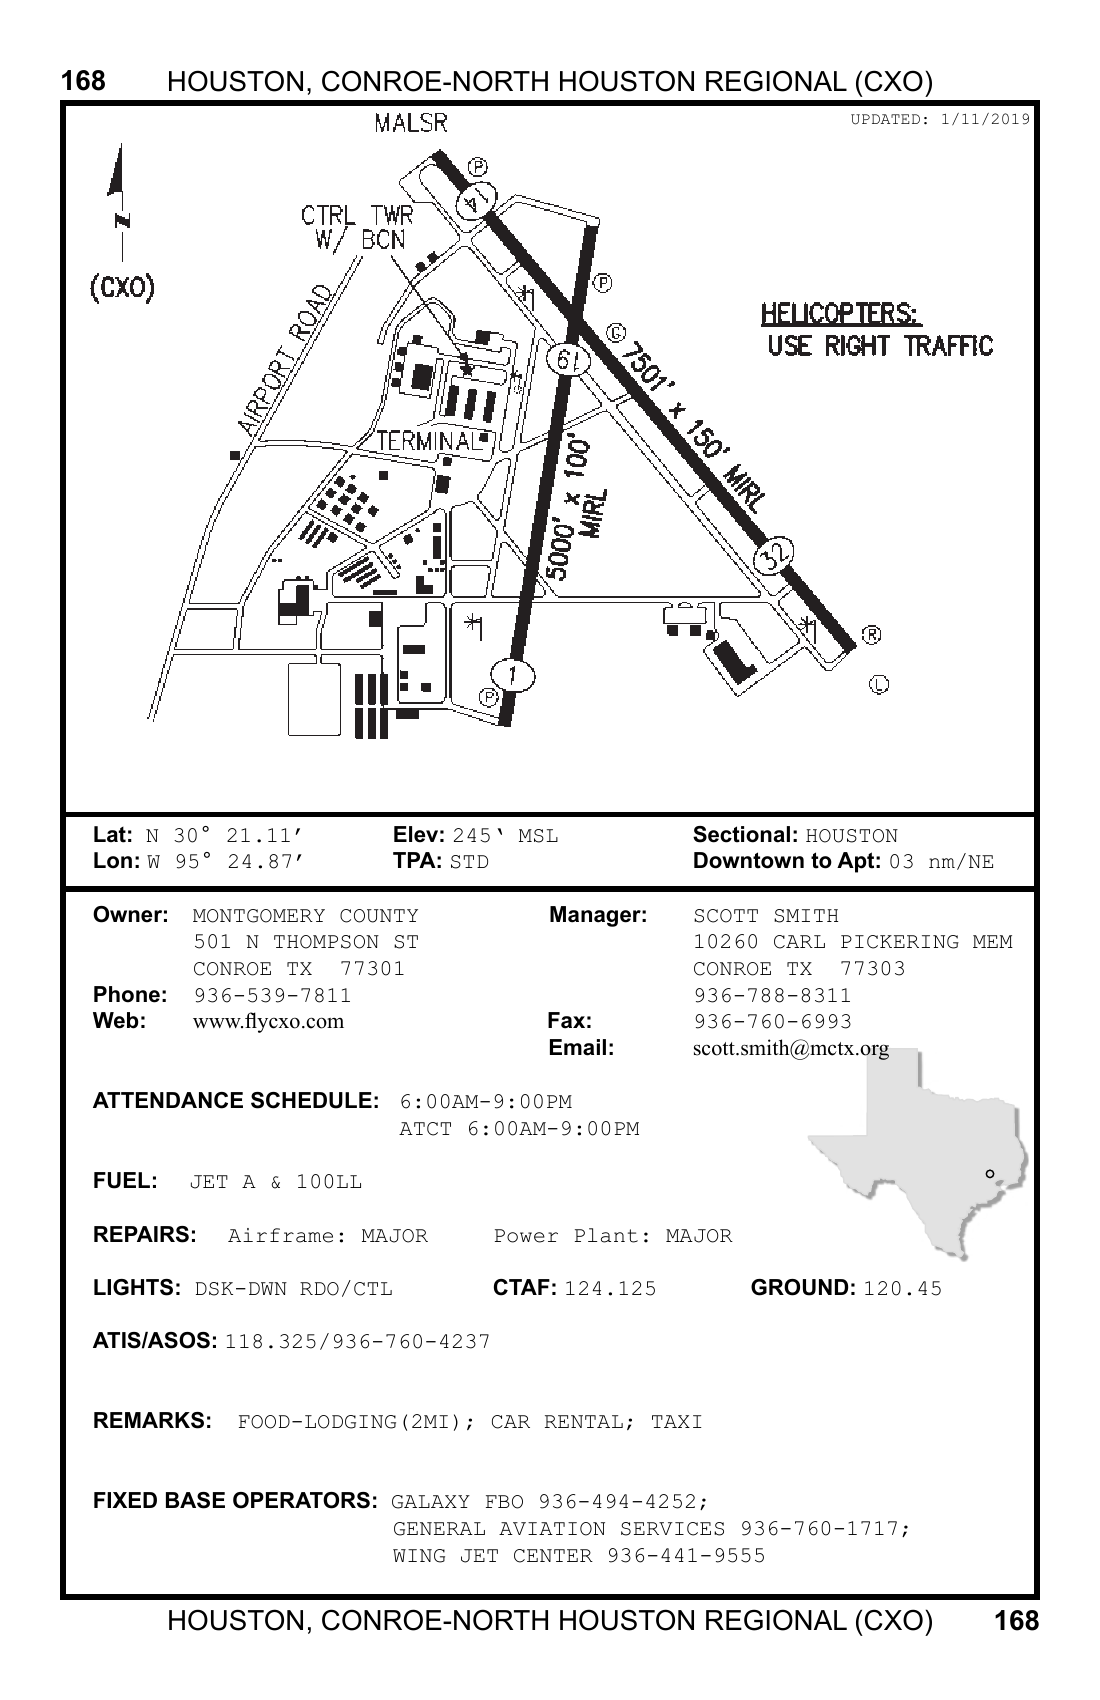 168 HOUSTON, CONROE-NORTH HOUSTON REGIONAL (CXO)
UPDATED: 1/11/2019
MALSR
P
14
CTRL TWR
W/ BCN
N
(CXO)
P
AIRPORT ROAD
HELICOPTERS:
USE RIGHT TRAFFIC
G
7501' x 150' MIRL
19
TERMINAL
5000' x 100'
MIRL
32
R
L
1
P
Lat: N 30° 21.11’ Elev: 245‘ MSL Sectional: HOUSTON
Lon: W 95° 24.87’ TPA: STD Downtown to Apt: 03 nm/NE
Owner: MONTGOMERY COUNTY Manager: SCOTT SMITH
501 N THOMPSON ST 10260 CARL PICKERING MEM
CONROE TX 77301 CONROE TX 77303
Phone: 936-539-7811 936-788-8311
Web: www.flycxo.com Fax: 936-760-6993
Email: scott.smith@mctx.org
ATTENDANCE SCHEDULE: 6:00AM-9:00PM
ATCT 6:00AM-9:00PM
FUEL: JET A & 100LL
REPAIRS: Airframe: MAJOR Power Plant: MAJOR
LIGHTS: DSK-DWN RDO/CTL CTAF: 124.125 GROUND: 120.45
ATIS/ASOS: 118.325/936-760-4237
REMARKS: FOOD-LODGING(2MI); CAR RENTAL; TAXI
FIXED BASE OPERATORS: GALAXY FBO 936-494-4252;
GENERAL AVIATION SERVICES 936-760-1717;
WING JET CENTER 936-441-9555
HOUSTON, CONROE-NORTH HOUSTON REGIONAL (CXO) 168